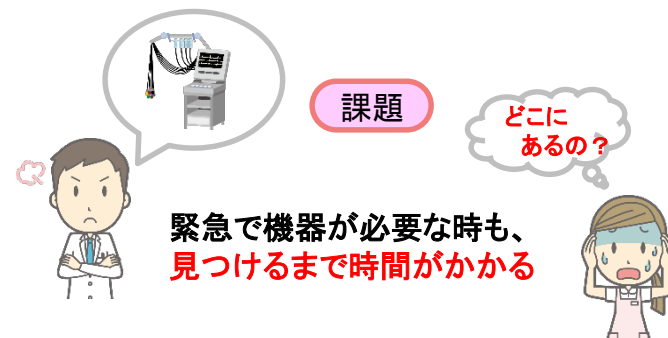 課題
どこに
あるの？
緊急で機器が必要な時も、
見つけるまで時間がかかる